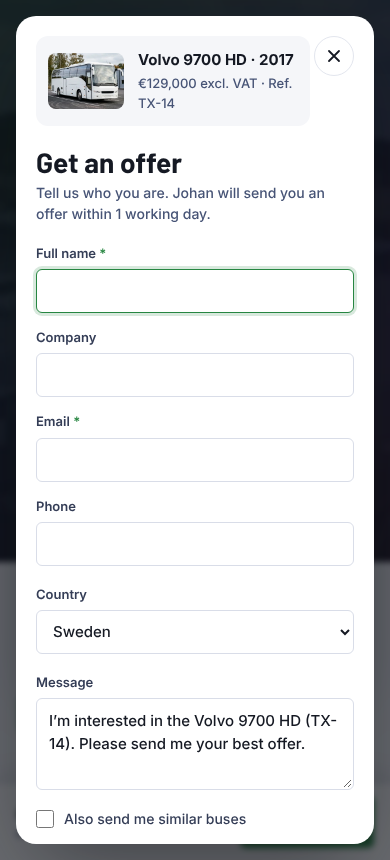 Volvo 9700 HD · 2017
€129,000 excl. VAT · Ref.
TX-14
Get an offer
Tell us who you are. Johan will send you an
offer within 1 working day.
Full name *
Company
Email *
Phone
Country
Sweden
Message
I’m interested in the Volvo 9700 HD (TX-
14). Please send me your best offer.
Also send me similar buses